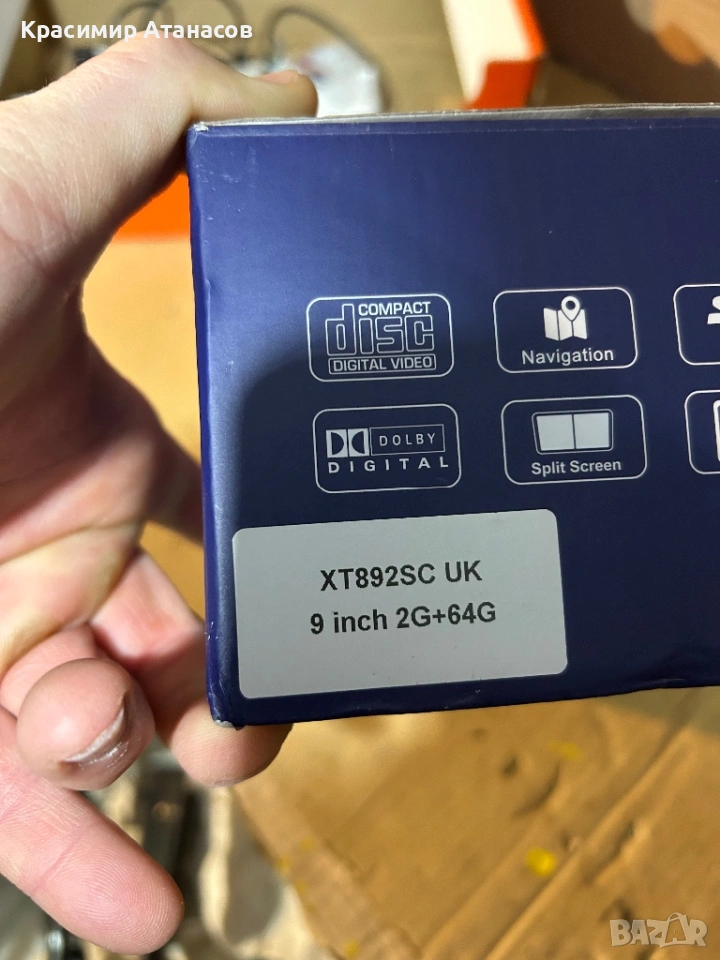 Красимир Атанасов
COMPACT
disc
DIGITAL VIDEO
Navigation
DOLBY
DIGITAL
Split Screen
XT892SC UK
9 inch 2G+64G
BAZAR